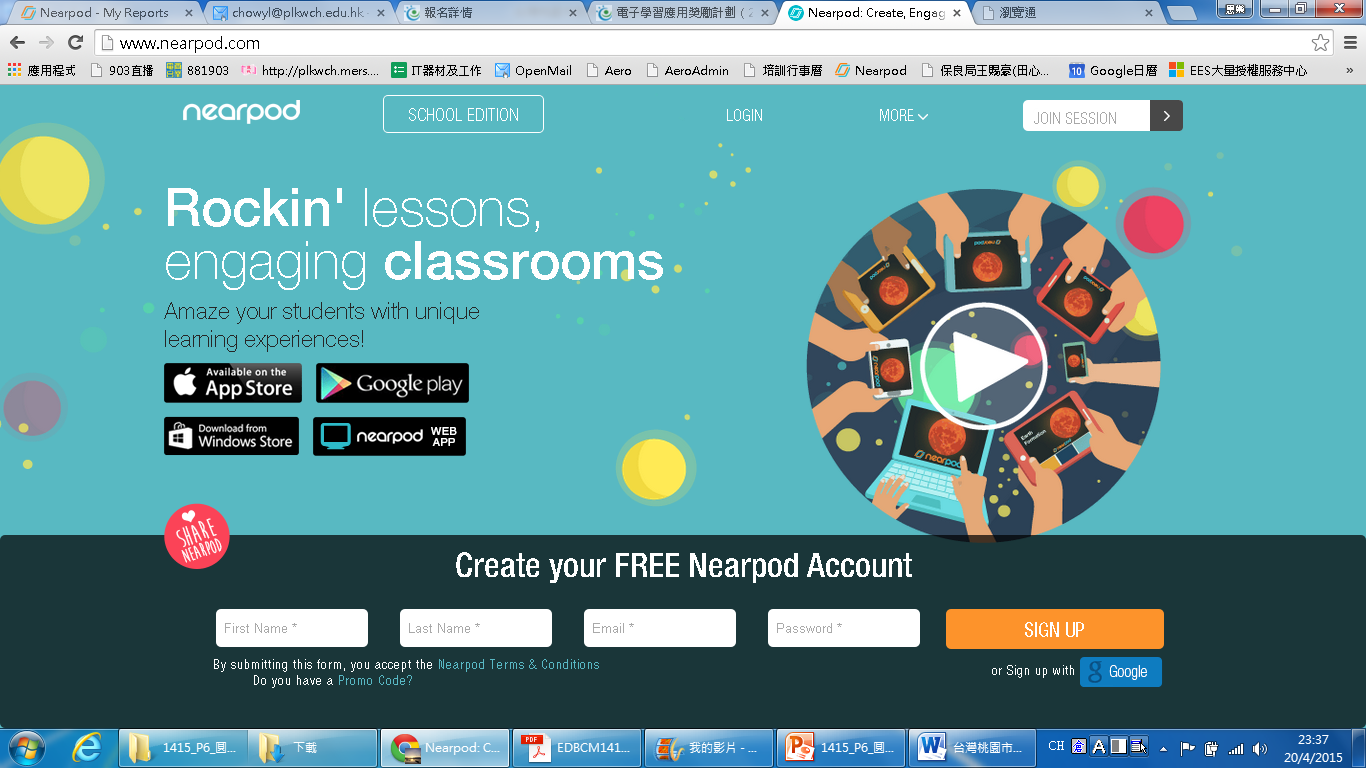 Nearpod - My Reports
chowyl@plkwch.edu.hk -
報名詳情
電子學習應用獎勵計劃 ( 2
Nearpod: Create, Engag
瀏覽通
www.nearpod.com
應用程式
903直播
881903
http://plkwch.mers....
IT器材及工作
OpenMail
Aero
AeroAdmin
培訓行事曆
Nearpod
保良局王賜豪(田心...
Google日曆
EES大量授權服務中心
»
nearpod
SCHOOL EDITION
LOGIN
MORE
JOIN SESSION
Rockin' lessons,
engaging classrooms
Amaze your students with unique
learning experiences!
Available on the
App Store
Google play
Download from
Windows Store
nearpod WEB
APP
nearpod
Earth
Formation
SHARE
NEARPOD
Create your FREE Nearpod Account
First Name *
Last Name *
Email *
Password *
SIGN UP
By submitting this form, you accept the Nearpod Terms & Conditions
Do you have a Promo Code?
or Sign up with
g Google
1415_P6_圓...
下載
Nearpod: C...
PDF
EDBCM141...
我的影片 - ...
1415_P6_圓...
台灣桃園市...
CH
23:37
20/4/2015